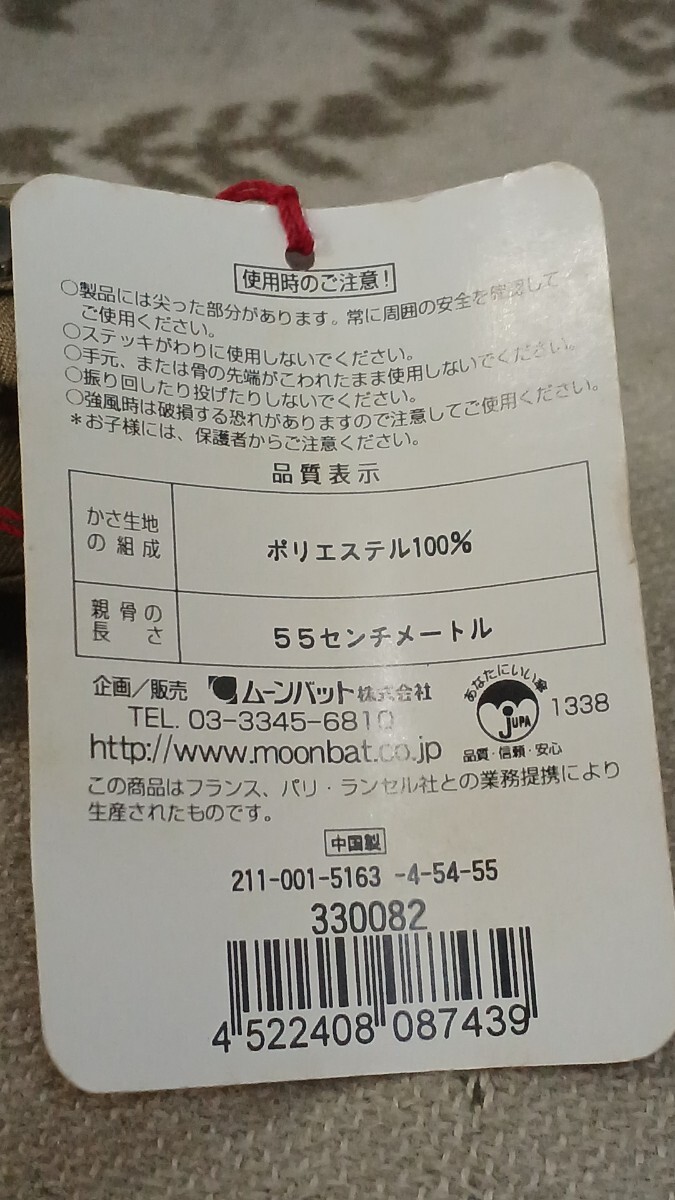 使用時のご注意!
○製品には尖った部分があります。常に周囲の安全を確認して
ご使用ください。
○ステッキがわりに使用しないでください。
○手元、または骨の先端がこわれたまま使用しないでください。
○振り回したり投げたりしないでください。
○強風時は破損する恐れがありますので注意してご使用ください。
*お子様には、保護者からご注意ください。
品質表示
かさ生地
の組成
ポリエステル100%
親骨の
長さ
55センチメートル
企画/販売 ムーンバット株式会社
TEL. 03-3345-6810
http://www.moonbat.co.jp
あなたにいい傘
JUPA
品質・信頼・安心
1338
この商品はフランス、パリ・ランセル社との業務提携により
生産されたものです。
中国製
211-001-5163 -4-54-55
330082
4 522408 087439